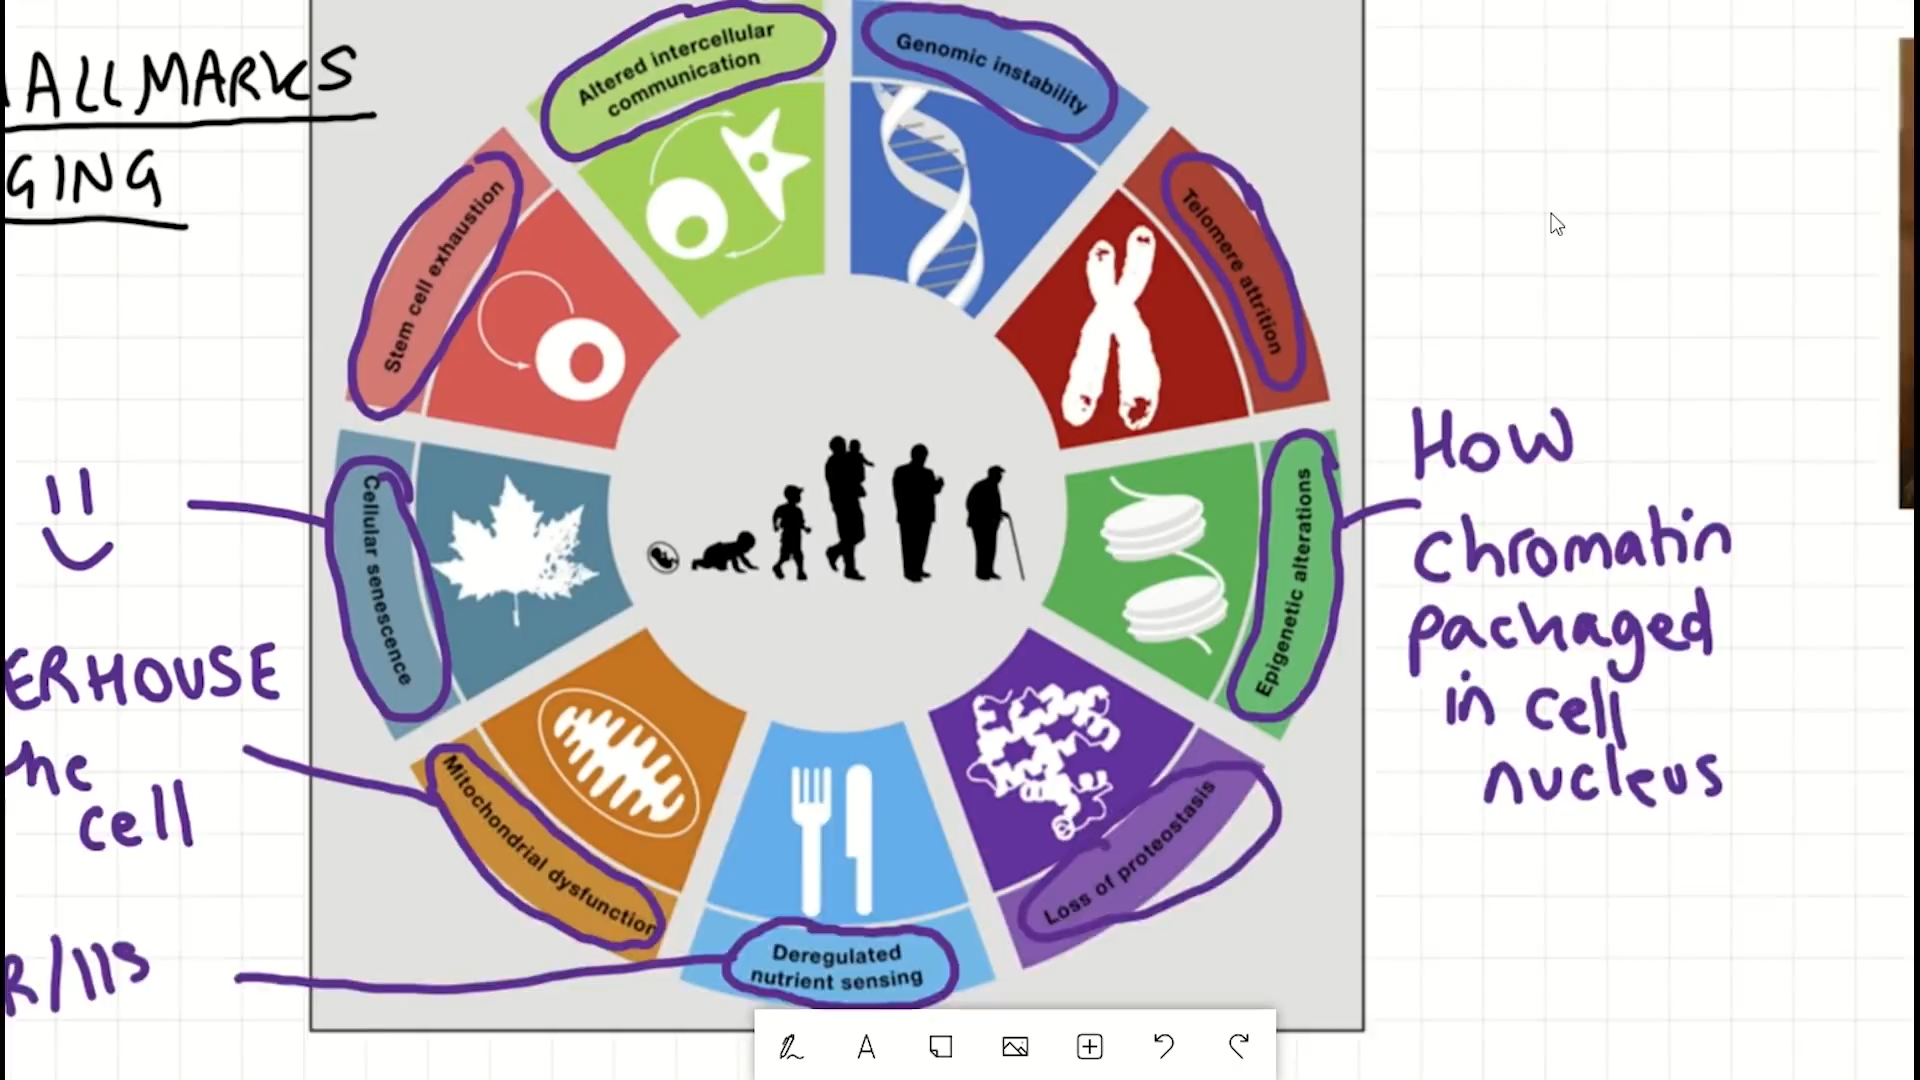 ALLMARKS
GING
Altered intercellular
communication
Genomic instability
Telomere attrition
Epigenetic alterations
Loss of proteostasis
Deregulated
nutrient sensing
Mitochondrial dysfunction
Cellular senescence
Stem cell exhaustion
ERHOUSE
he
cell
R/IIS
How
chromatin
packaged
in cell
nucleus
A